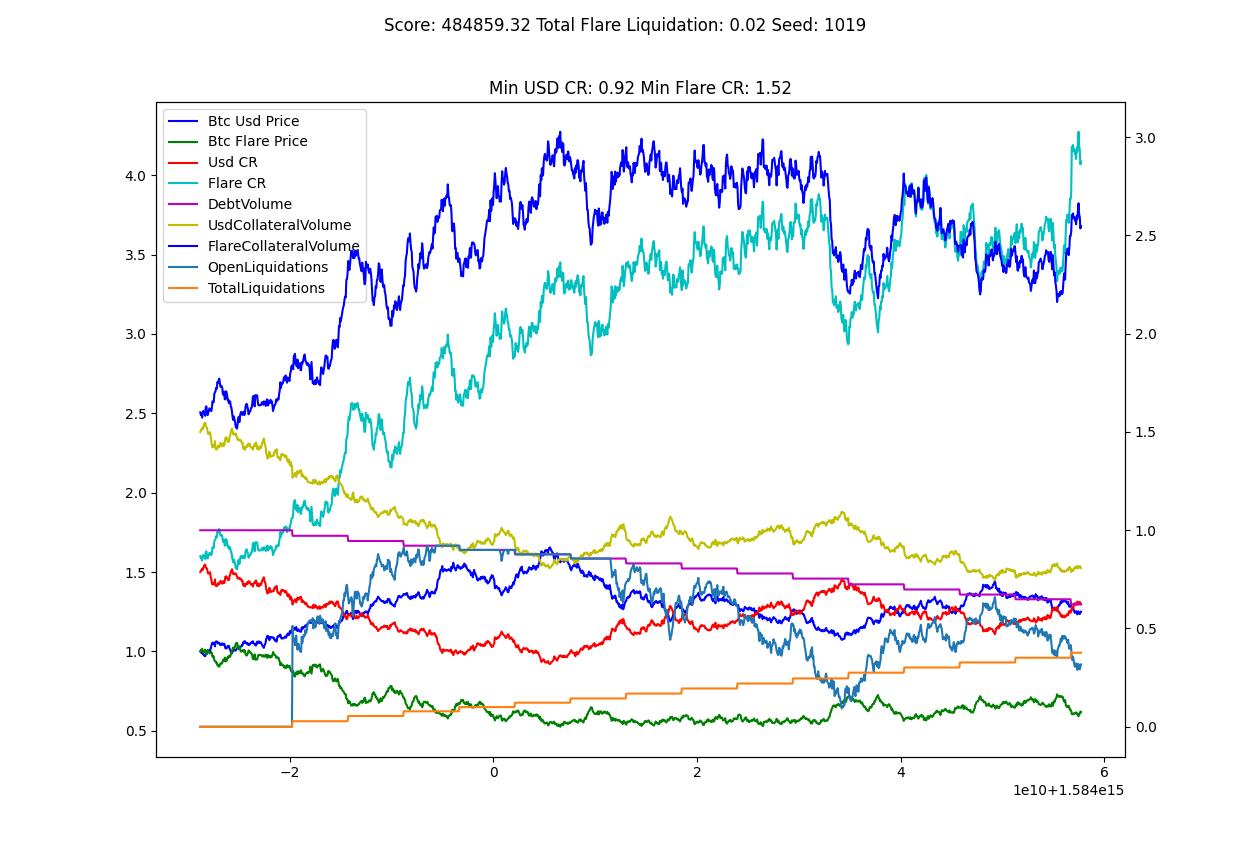 Score: 484859.32 Total Flare Liquidation: 0.02 Seed: 1019
Min USD CR: 0.92 Min Flare CR: 1.52
Btc Usd Price
Btc Flare Price
Usd CR
Flare CR
DebtVolume
UsdCollateralVolume
FlareCollateralVolume
OpenLiquidations
TotalLiquidations
4.0
3.5
3.0
2.5
2.0
1.5
1.0
0.5
3.0
2.5
2.0
1.5
1.0
0.5
0.0
−2 0 2 4 6
1e10+1.584e15